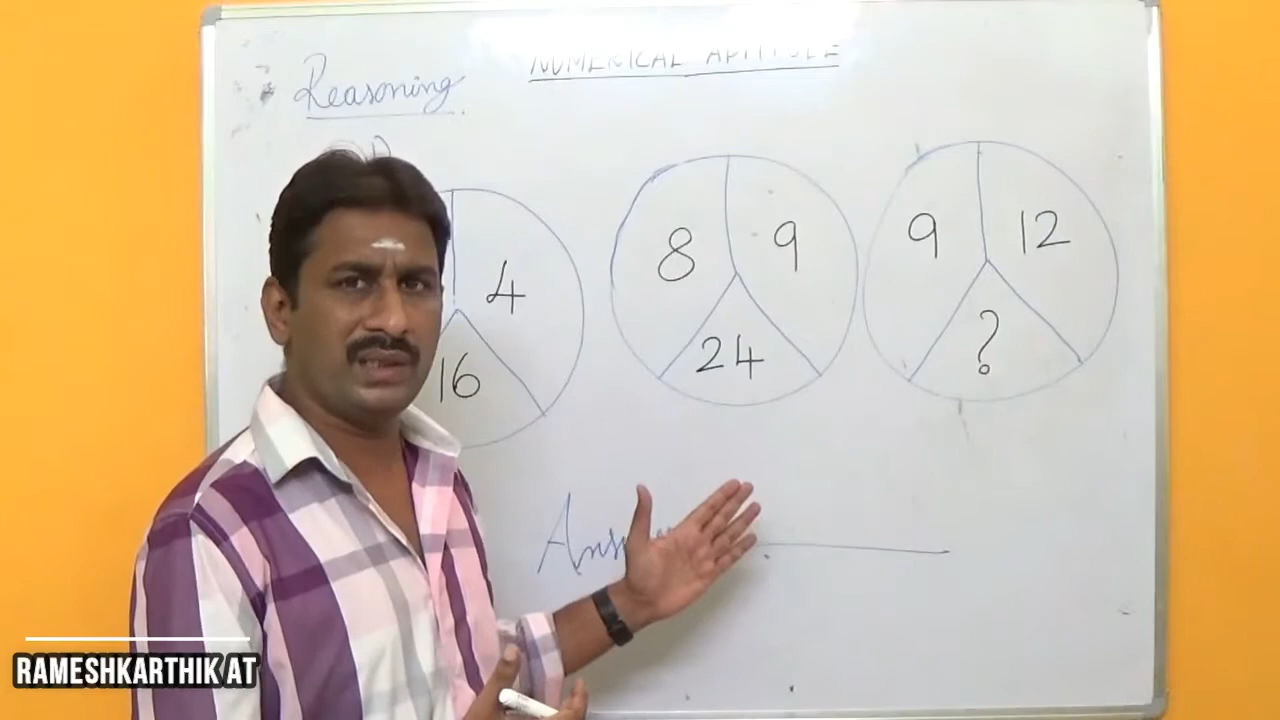 Reasoning
NUMERICAL APTITUDE
4
16
8 9
24
9 12
?
RAMESHKARTHIK AT